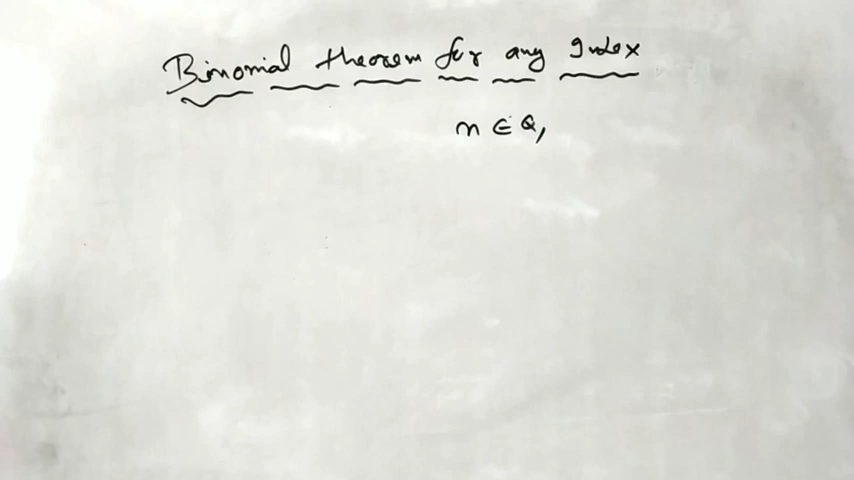 Binomial theorem for any Index
n ∈ Q,